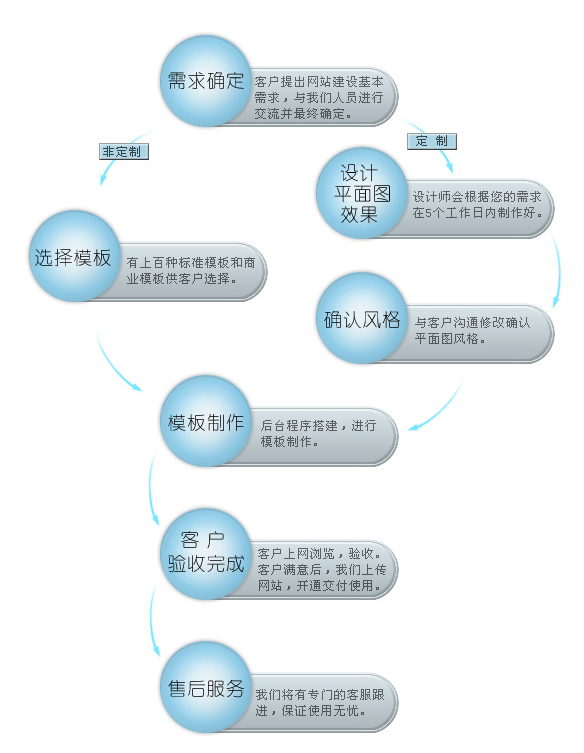 需求确定
客户提出网站建设基本
需求，与我们人员进行
交流并最终确定。
非定制
定 制
设计
平面图
效果
设计师会根据您的需求
在5个工作日内制作好。
选择模板
有上百种标准模板和商
业模板供客户选择。
确认风格
与客户沟通修改确认
平面图风格。
模板制作
后台程序搭建，进行
模板制作。
客 户
验收完成
客户上网浏览，验收。
客户满意后，我们上传
网站，开通交付使用。
售后服务
我们将有专门的客服跟
进，保证使用无忧。